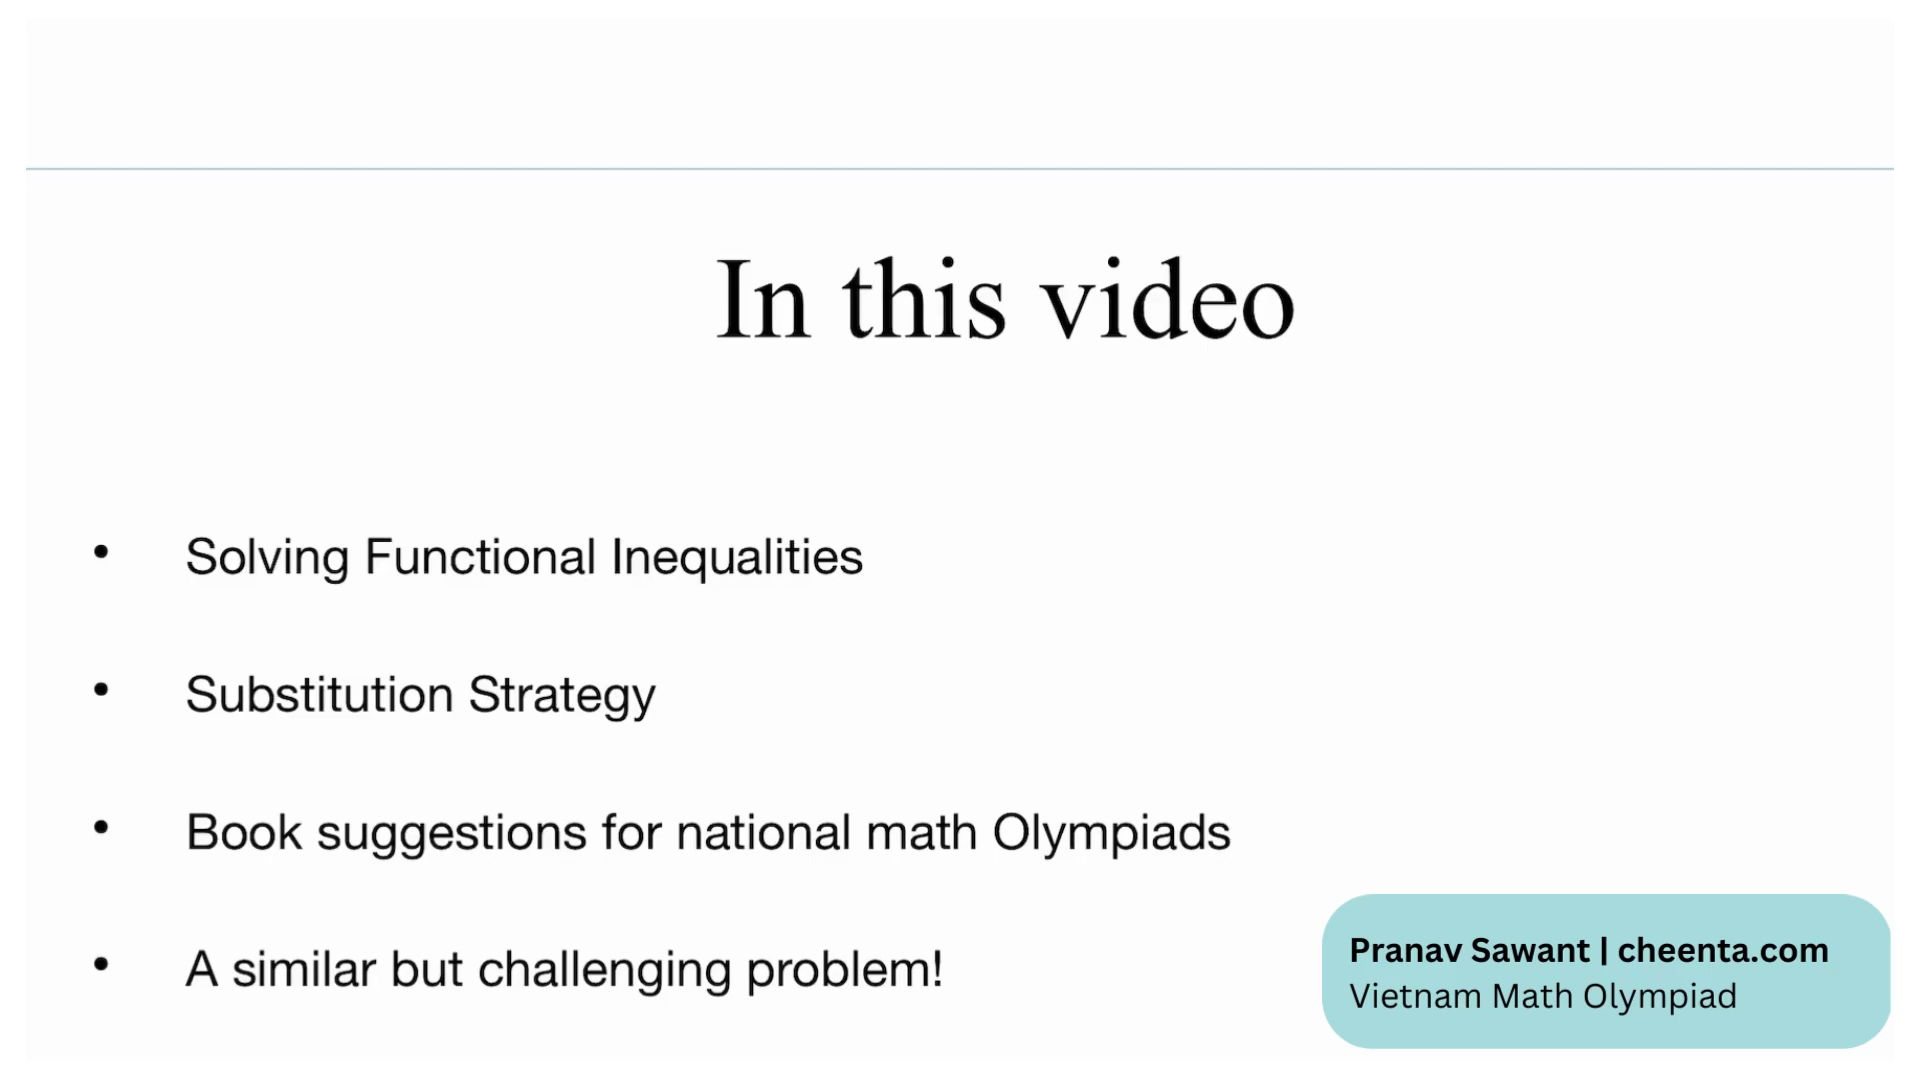 In this video
• Solving Functional Inequalities
• Substitution Strategy
• Book suggestions for national math Olympiads
• A similar but challenging problem!
Pranav Sawant | cheenta.com
Vietnam Math Olympiad